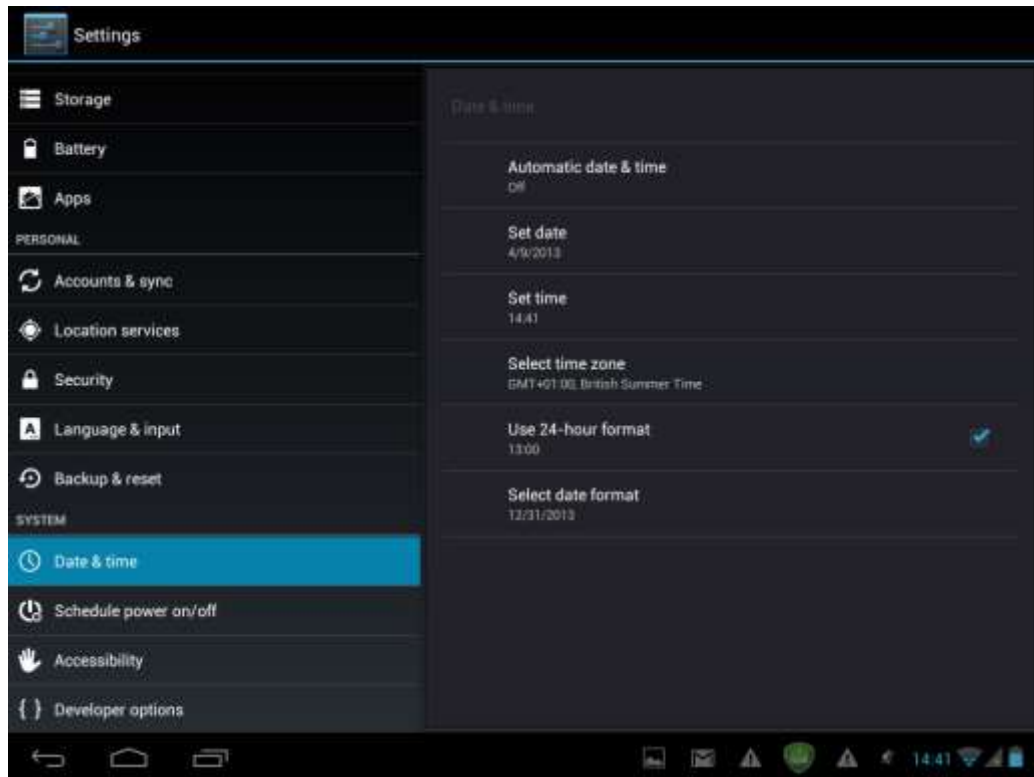 Settings
Storage
Battery
Apps
PERSONAL
Accounts & sync
Location services
Security
Language & input
Backup & reset
SYSTEM
Date & time
Schedule power on/off
Accessibility
{ } Developer options
Date & time
Automatic date & time
Off
Set date
4/9/2013
Set time
14:41
Select time zone
GMT+01:00, British Summer Time
Use 24-hour format
13:00
Select date format
12/31/2013
14:41